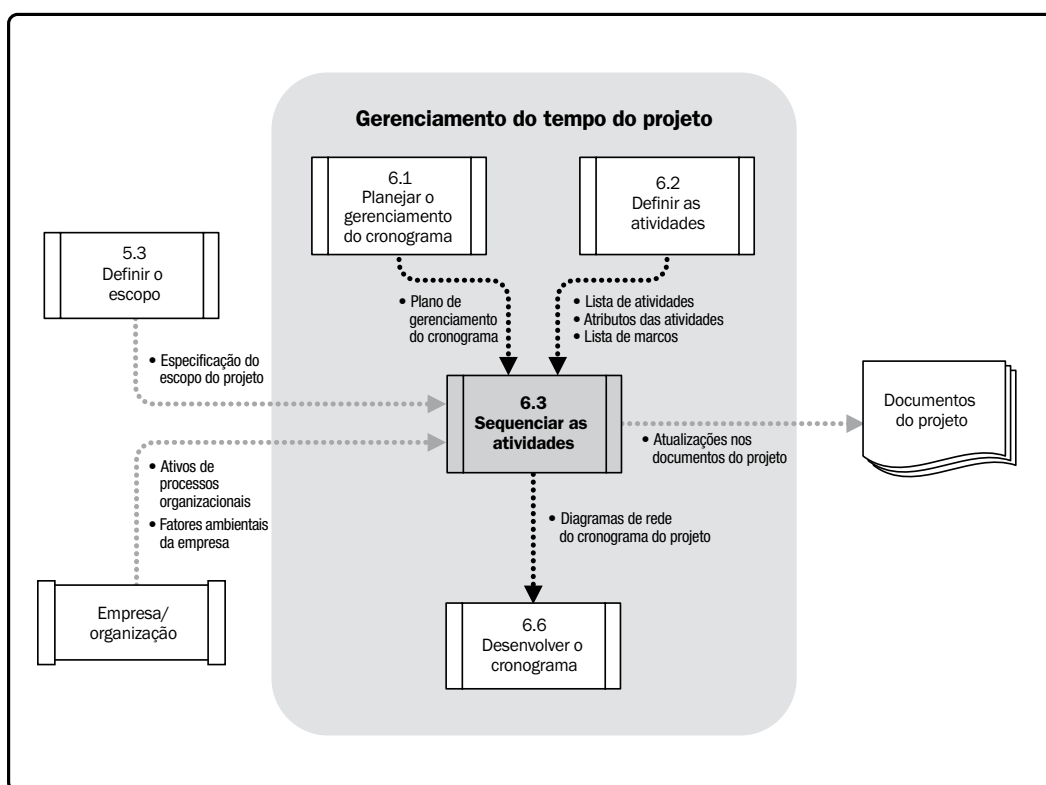 Gerenciamento do tempo do projeto
6.1
Planejar o
gerenciamento
do cronograma
6.2
Definir as
atividades
5.3
Definir o
escopo
• Plano de
gerenciamento
do cronograma
• Lista de atividades
• Atributos das atividades
• Lista de marcos
• Especificação do
escopo do projeto
6.3
Sequenciar as
atividades
Documentos
do projeto
• Atualizações nos
documentos do projeto
• Ativos de
processos
organizacionais
• Fatores ambientais
da empresa
• Diagramas de rede
do cronograma do projeto
Empresa/
organização
6.6
Desenvolver o
cronograma